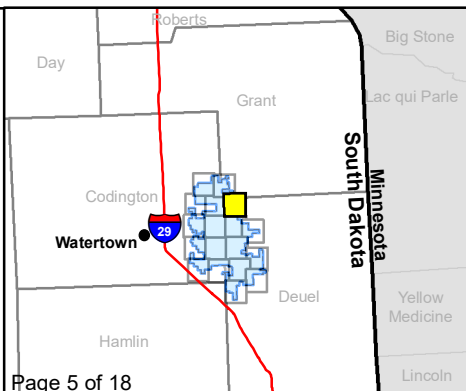 Roberts
Big Stone
Day
Grant
Lac qui Parle
South Dakota
Minnesota
Codington
29
Watertown
Deuel
Yellow
Medicine
Hamlin
Lincoln
Page 5 of 18